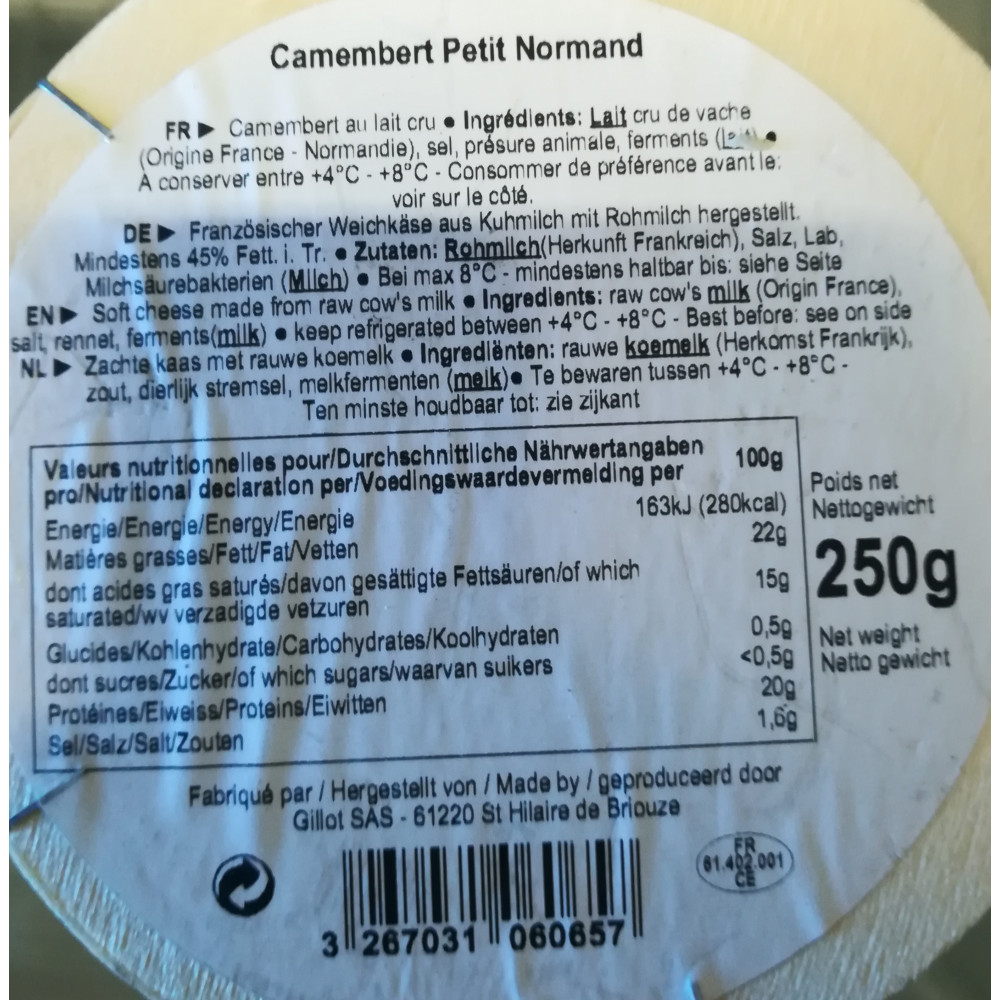 Camembert Petit Normand
FR ▶ Camembert au lait cru • Ingrédients: Lait cru de vache
(Origine France - Normandie), sel, présure animale, ferments
A conserver entre +4°C - +8°C - Consommer de préférence avant le:
voir sur le côté.
DE ▶ Französischer Weichkäse aus Kuhmilch mit Rohmilch hergestellt.
Mindestens 45% Fett. i. Tr. • Zutaten: Rohmilch(Herkunft Frankreich), Salz, Lab,
Milchsäurebakterien (Milch) • Bei max 8°C - mindestens haltbar bis: siehe Seite
EN ▶ Soft cheese made from raw cow's milk • Ingredients: raw cow's milk (Origin France),
salt, rennet, ferments(milk) • keep refrigerated between +4°C - +8°C - Best before: see on side
NL ▶ Zachte kaas met rauwe koemelk • Ingrediënten: rauwe koemelk (Herkomst Frankrijk),
zout, dierlijk stremsel, melkfermenten (melk)• Te bewaren tussen +4°C - +8°C -
Ten minste houdbaar tot: zie zijkant
Valeurs nutritionnelles pour/Durchschnittliche Nährwertangaben
pro/Nutritional declaration per/Voedingswaardevermelding per 100g
Energie/Energie/Energy/Energie 163kJ (280kcal)
Matières grasses/Fett/Fat/Vetten 22g
dont acides gras saturés/davon gesättigte Fettsäuren/of which
saturated/wv verzadigde vetzuren 15g
Glucides/Kohlenhydrate/Carbohydrates/Koolhydraten 0,5g
dont sucres/Zucker/of which sugars/waarvan suikers <0,5g
Protéines/Eiweiss/Proteins/Eiwitten 20g
Sel/Salz/Salt/Zouten 1,6g
Poids net
Nettogewicht
250g
Net weight
Netto gewicht
Fabriqué par / Hergestellt von / Made by / geproduceerd door
Gillot SAS - 61220 St Hilaire de Briouze
FR
61.402.001
CE
3 267031 060657